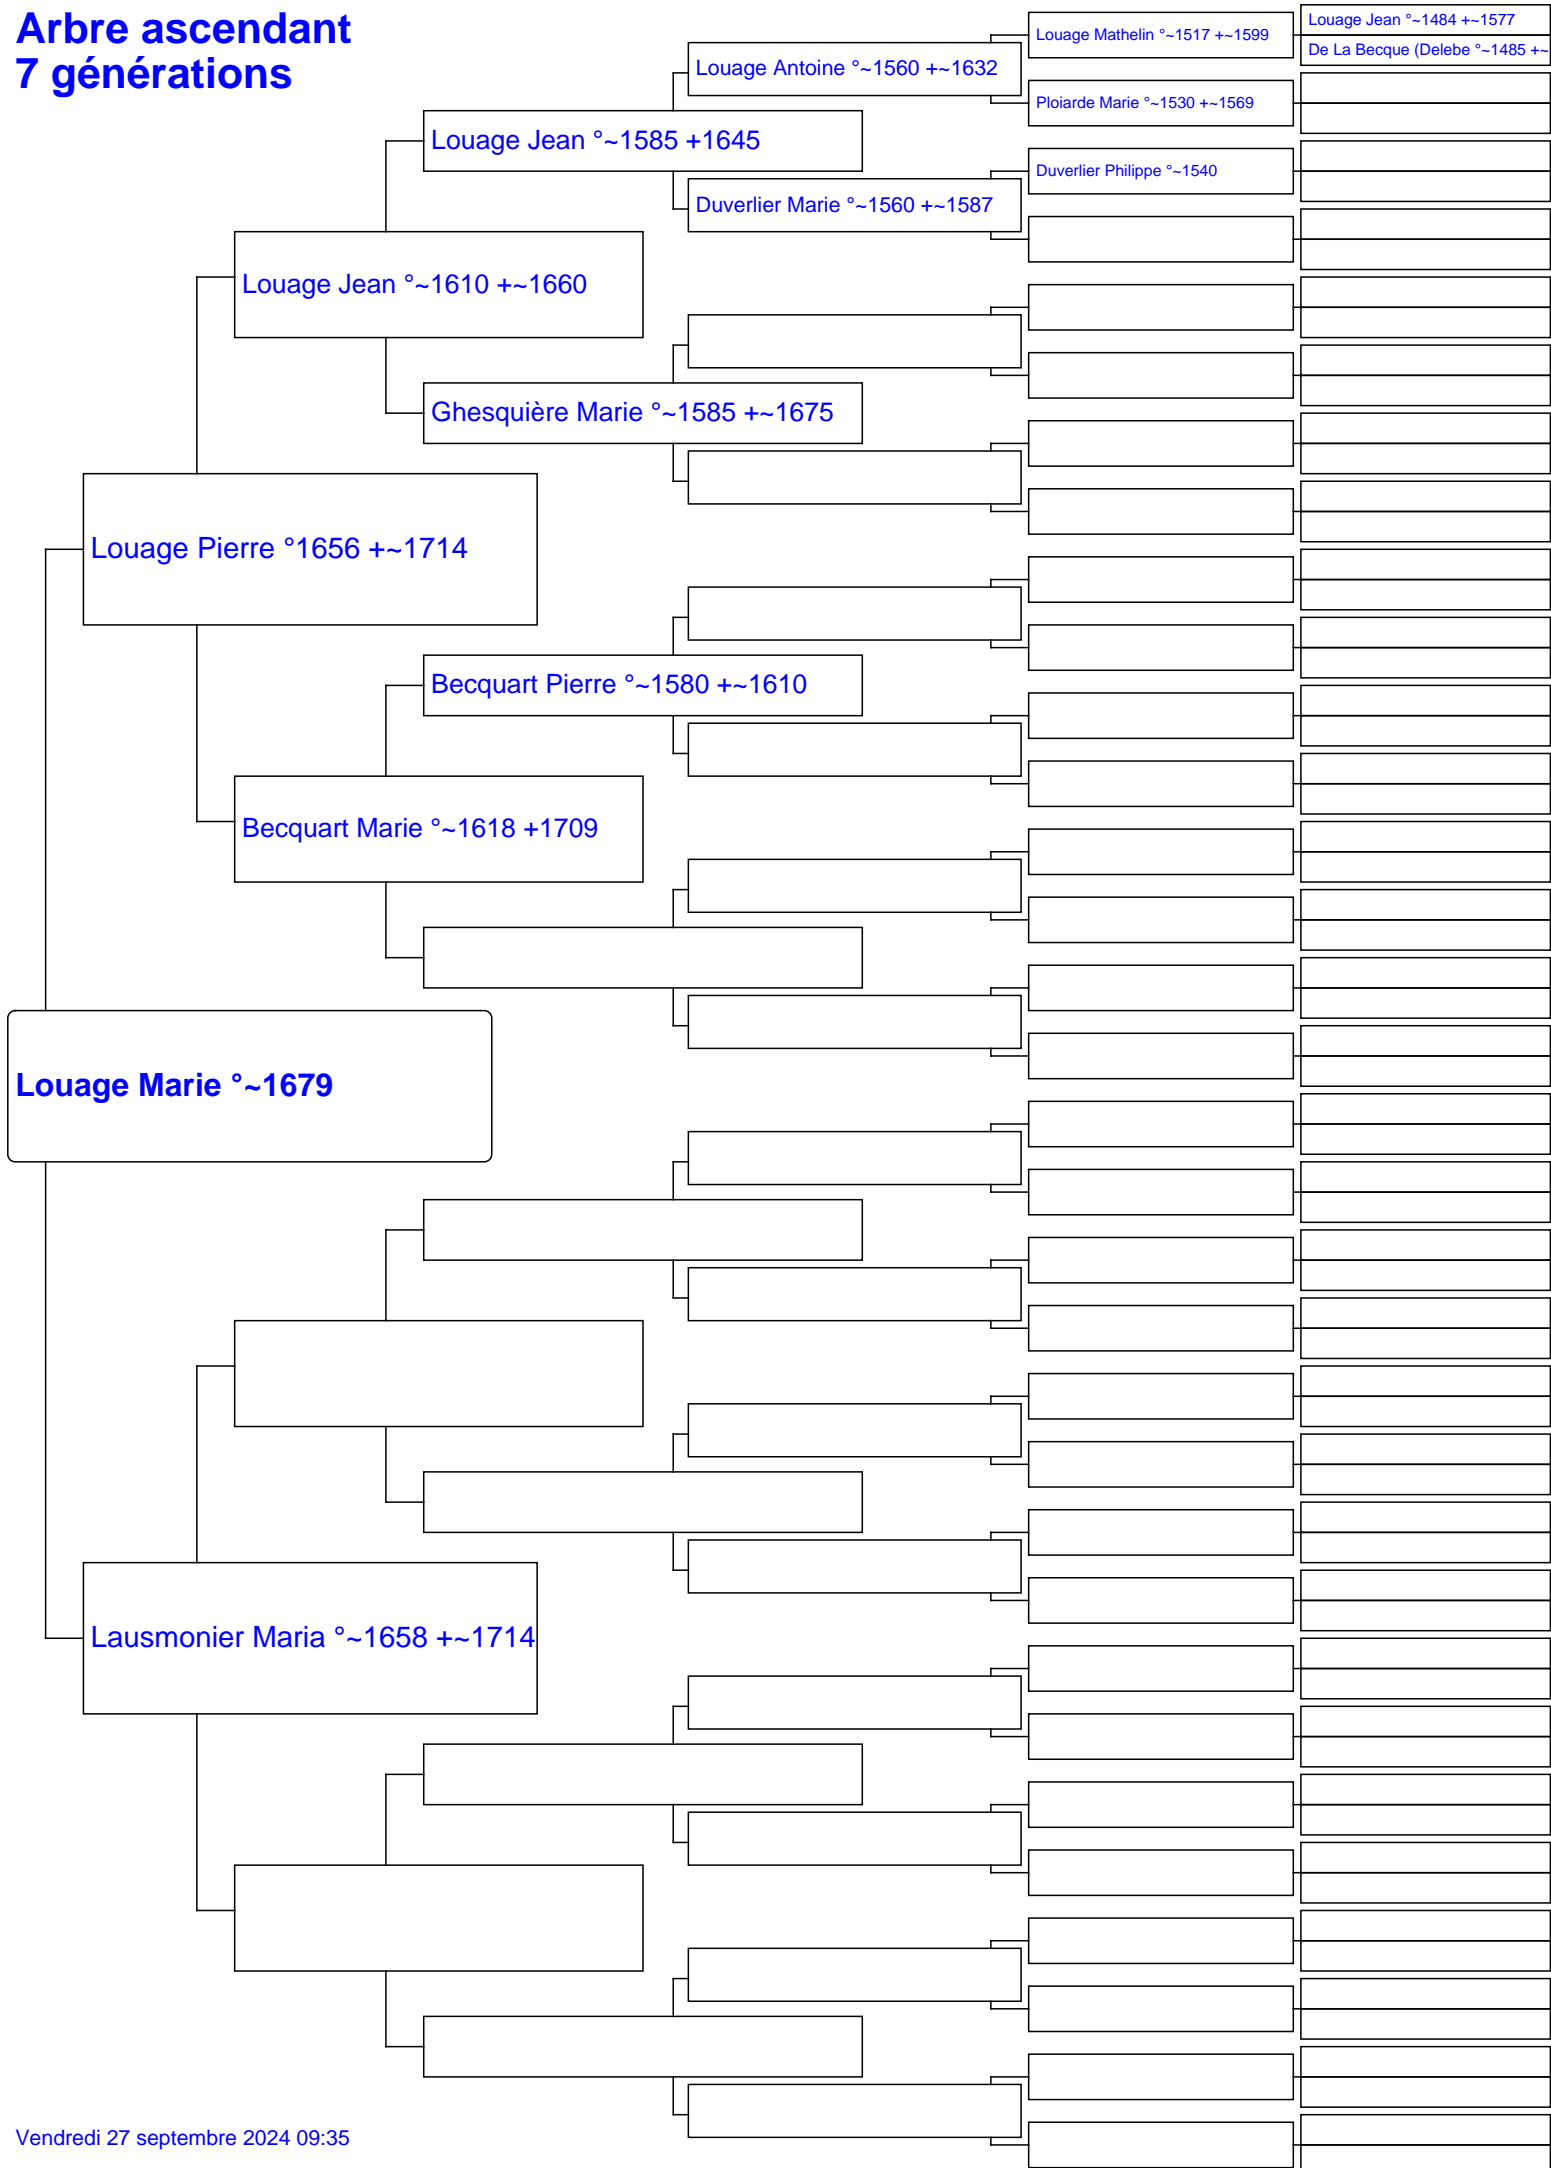 Arbre ascendant
7 générations
Louage Jean °~1484 +~1577
Louage Mathelin °~1517 +~1599
De La Becque (Delebe °~1485 +~
Louage Antoine °~1560 +~1632
Ploiarde Marie °~1530 +~1569
Louage Jean °~1585 +1645
Duverlier Philippe °~1540
Duverlier Marie °~1560 +~1587
Louage Jean °~1610 +~1660
Ghesquière Marie °~1585 +~1675
Louage Pierre °1656 +~1714
Becquart Pierre °~1580 +~1610
Becquart Marie °~1618 +1709
Louage Marie °~1679
Lausmonier Maria °~1658 +~1714
Vendredi 27 septembre 2024 09:35